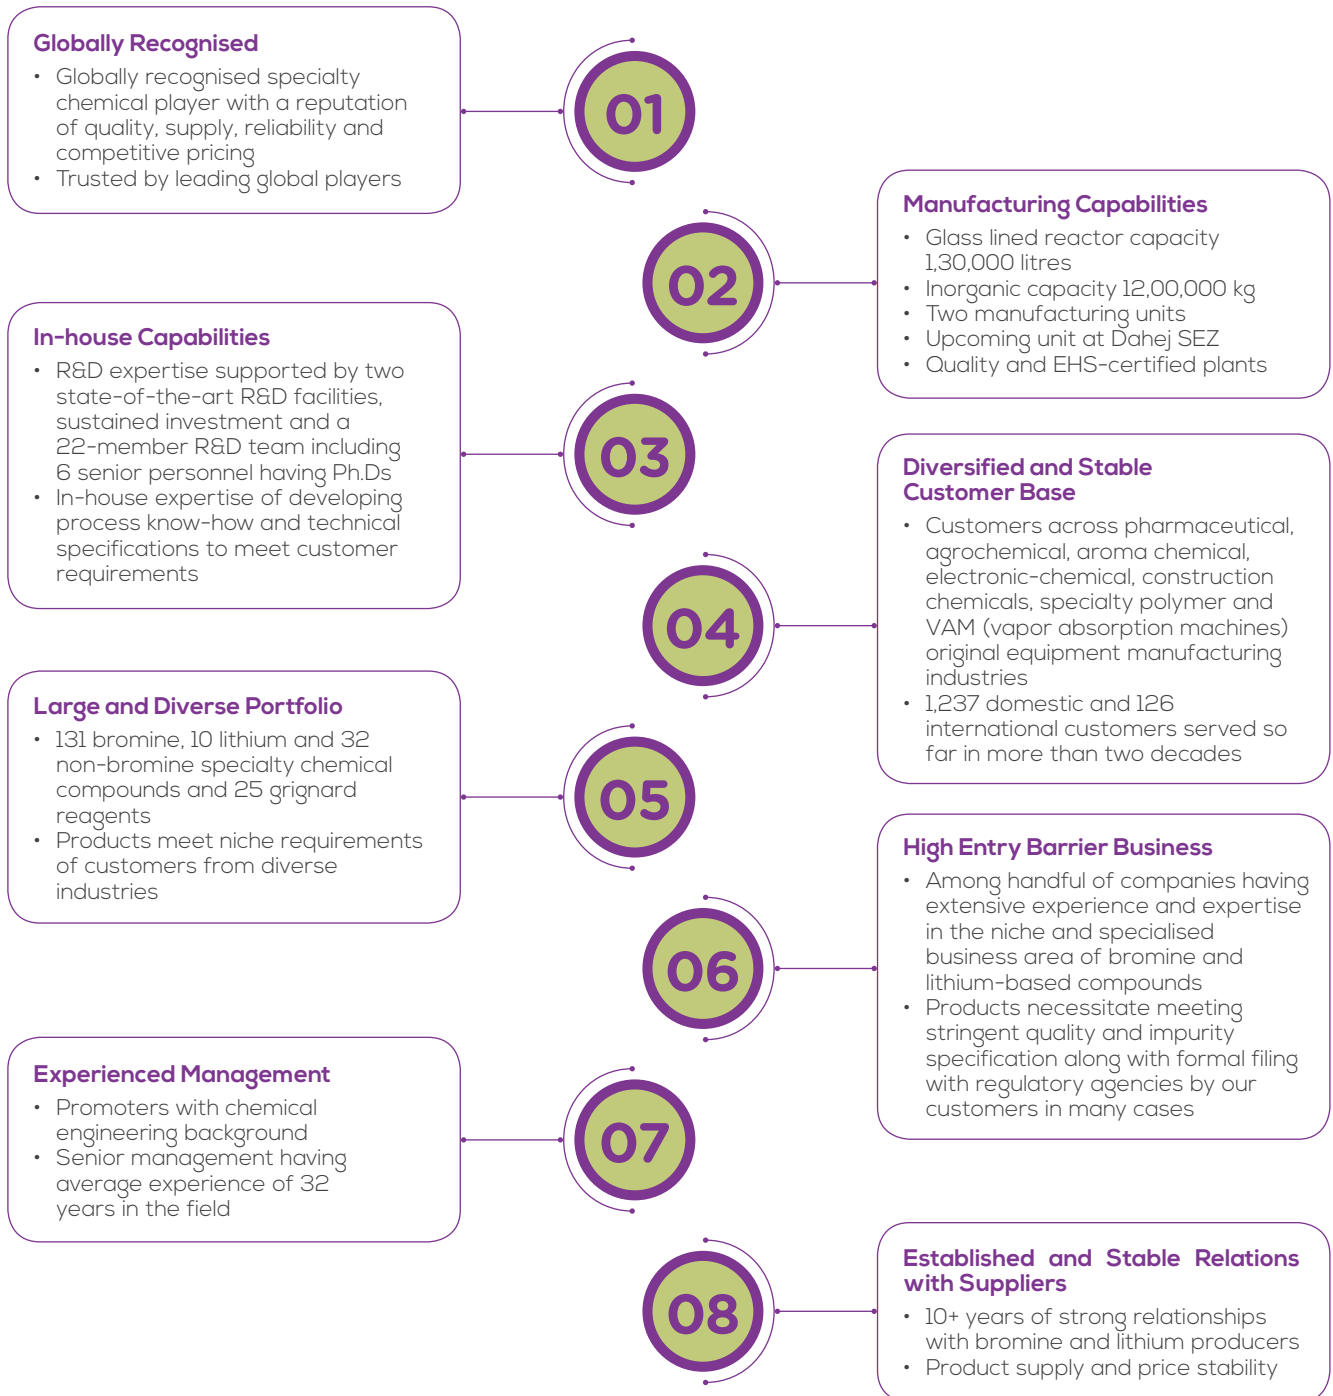 Globally Recognised
• Globally recognised specialty
chemical player with a reputation
of quality, supply, reliability and
competitive pricing
• Trusted by leading global players
01
Manufacturing Capabilities
• Glass lined reactor capacity
1,30,000 litres
• Inorganic capacity 12,00,000 kg
• Two manufacturing units
• Upcoming unit at Dahej SEZ
• Quality and EHS-certified plants
02
In-house Capabilities
• R&D expertise supported by two
state-of-the-art R&D facilities,
sustained investment and a
22-member R&D team including
6 senior personnel having Ph.Ds
• In-house expertise of developing
process know-how and technical
specifications to meet customer
requirements
03
Diversified and Stable
Customer Base
• Customers across pharmaceutical,
agrochemical, aroma chemical,
electronic-chemical, construction
chemicals, specialty polymer and
VAM (vapor absorption machines)
original equipment manufacturing
industries
• 1,237 domestic and 126
international customers served so
far in more than two decades
04
Large and Diverse Portfolio
• 131 bromine, 10 lithium and 32
non-bromine specialty chemical
compounds and 25 grignard
reagents
• Products meet niche requirements
of customers from diverse
industries
05
High Entry Barrier Business
• Among handful of companies having
extensive experience and expertise
in the niche and specialised
business area of bromine and
lithium-based compounds
• Products necessitate meeting
stringent quality and impurity
specification along with formal filing
with regulatory agencies by our
customers in many cases
06
Experienced Management
• Promoters with chemical
engineering background
• Senior management having
average experience of 32
years in the field
07
Established and Stable Relations
with Suppliers
• 10+ years of strong relationships
with bromine and lithium producers
• Product supply and price stability
08